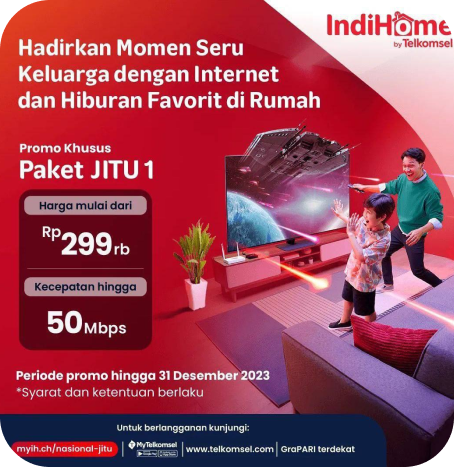 IndiHome
by Telkomsel
Hadirkan Momen Seru
Keluarga dengan Internet
dan Hiburan Favorit di Rumah
Promo Khusus
Paket JITU 1
Harga mulai dari
Rp299rb
Kecepatan hingga
50Mbps
Periode promo hingga 31 Desember 2023
*Syarat dan ketentuan berlaku
Untuk berlangganan kunjungi:
myih.ch/nasional-jitu | MyTelkomsel | www.telkomsel.com | GraPARI terdekat